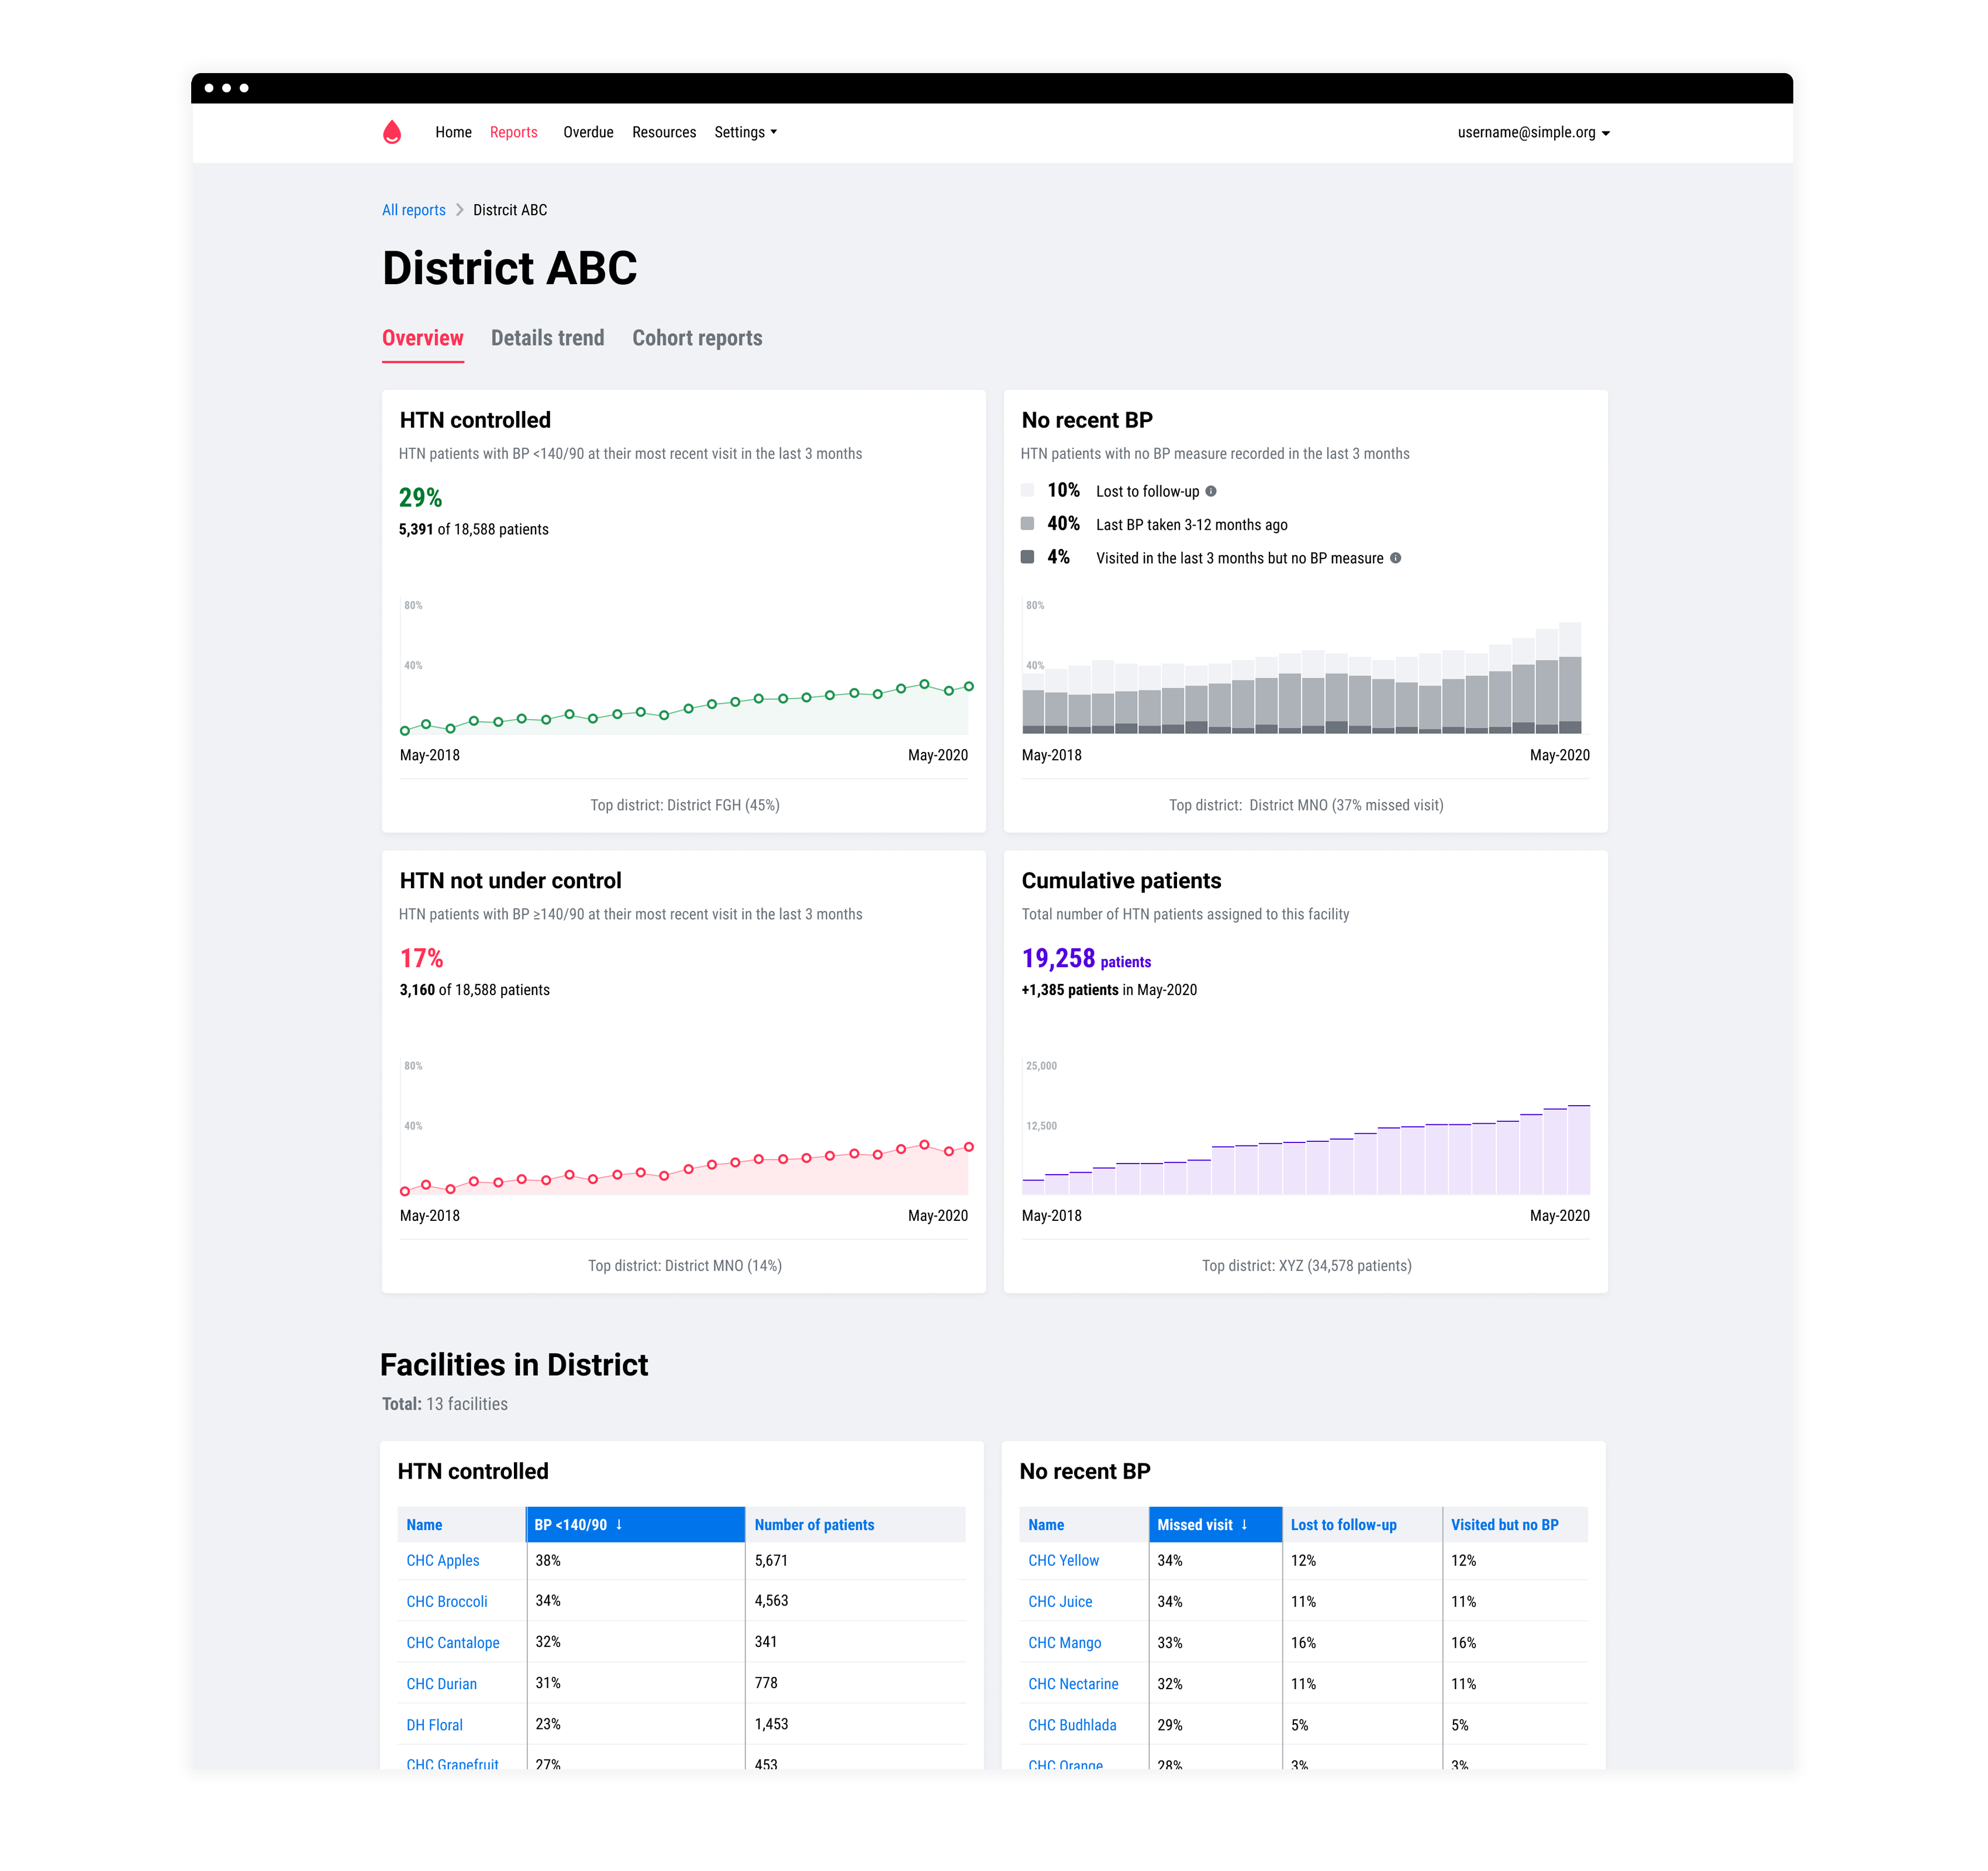 Home Reports Overdue Resources Settings username@simple.org
All reports Distrcit ABC
District ABC
Overview Details trend Cohort reports
HTN controlled
HTN patients with BP <140/90 at their most recent visit in the last 3 months
29%
5,391 of 18,588 patients
80%
40%
May-2018 May-2020
Top district: District FGH (45%)
No recent BP
HTN patients with no BP measure recorded in the last 3 months
10% Lost to follow-up
40% Last BP taken 3-12 months ago
4% Visited in the last 3 months but no BP measure
80%
40%
May-2018 May-2020
Top district: District MNO (37% missed visit)
HTN not under control
HTN patients with BP ≥140/90 at their most recent visit in the last 3 months
17%
3,160 of 18,588 patients
80%
40%
May-2018 May-2020
Top district: District MNO (14%)
Cumulative patients
Total number of HTN patients assigned to this facility
19,258 patients
+1,385 patients in May-2020
25,000
12,500
May-2018 May-2020
Top district: XYZ (34,578 patients)
Facilities in District
Total: 13 facilities
HTN controlled
Name BP <140/90 ↓ Number of patients
CHC Apples 38% 5,671
CHC Broccoli 34% 4,563
CHC Cantalope 32% 341
CHC Durian 31% 778
DH Floral 23% 1,453
CHC Grapefruit 27% 453
No recent BP
Name Missed visit ↓ Lost to follow-up Visited but no BP
CHC Yellow 34% 12% 12%
CHC Juice 34% 11% 11%
CHC Mango 33% 16% 16%
CHC Nectarine 32% 11% 11%
CHC Budhlada 29% 5% 5%
CHC Orange 28% 3% 3%